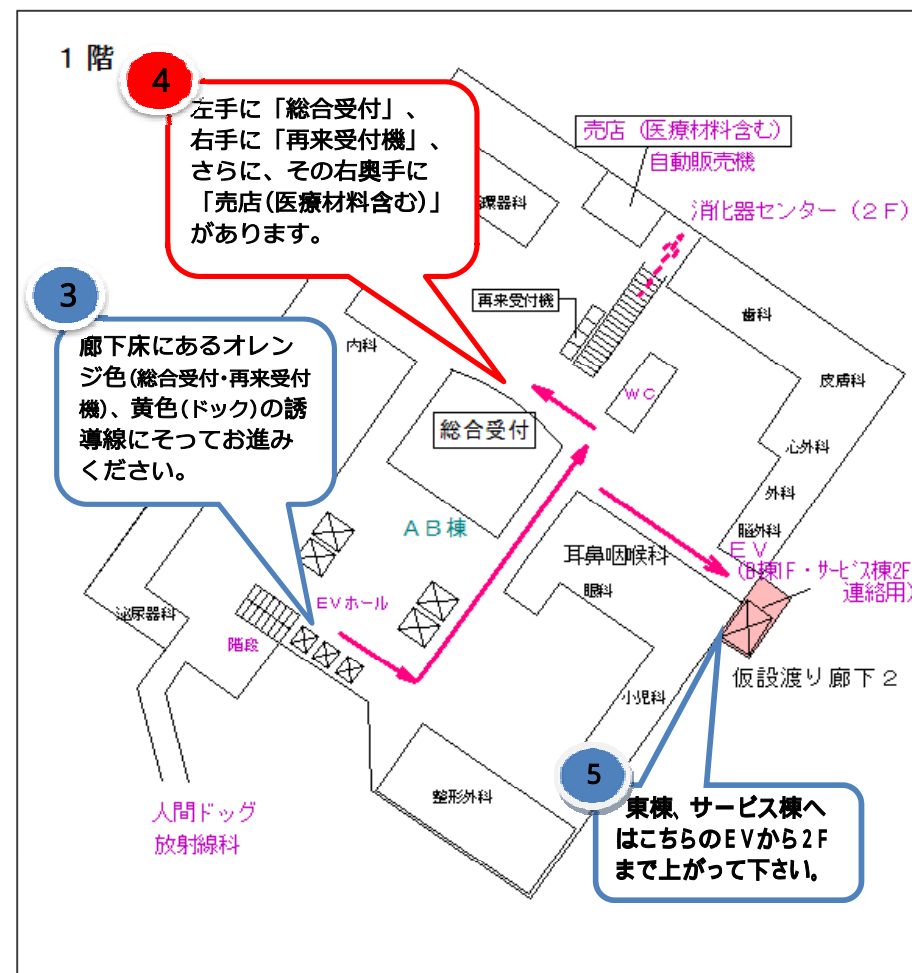 1階
4
左手に「総合受付」、
右手に「再来受付機」、
さらに、その右奥手に
「売店(医療材料含む)」
があります。
売店(医療材料含む)
自動販売機
消化器センター(2F)
環器科
3
廊下床にあるオレン
ジ色(総合受付・再来受付
機)、黄色(ドック)の誘
導線にそってお進み
ください。
再来受付機
歯科
内科
皮膚科
WC
総合受付
心外科
外科
AB棟
脳外科
耳鼻咽喉科
EV
(B棟1F・サービス棟2F
連絡用)
眼科
EVホール
泌尿器科
階段
仮設渡り廊下2
小児科
5
東棟、サービス棟へ
はこちらのEVから2F
まで上がって下さい。
整形外科
人間ドッグ
放射線科